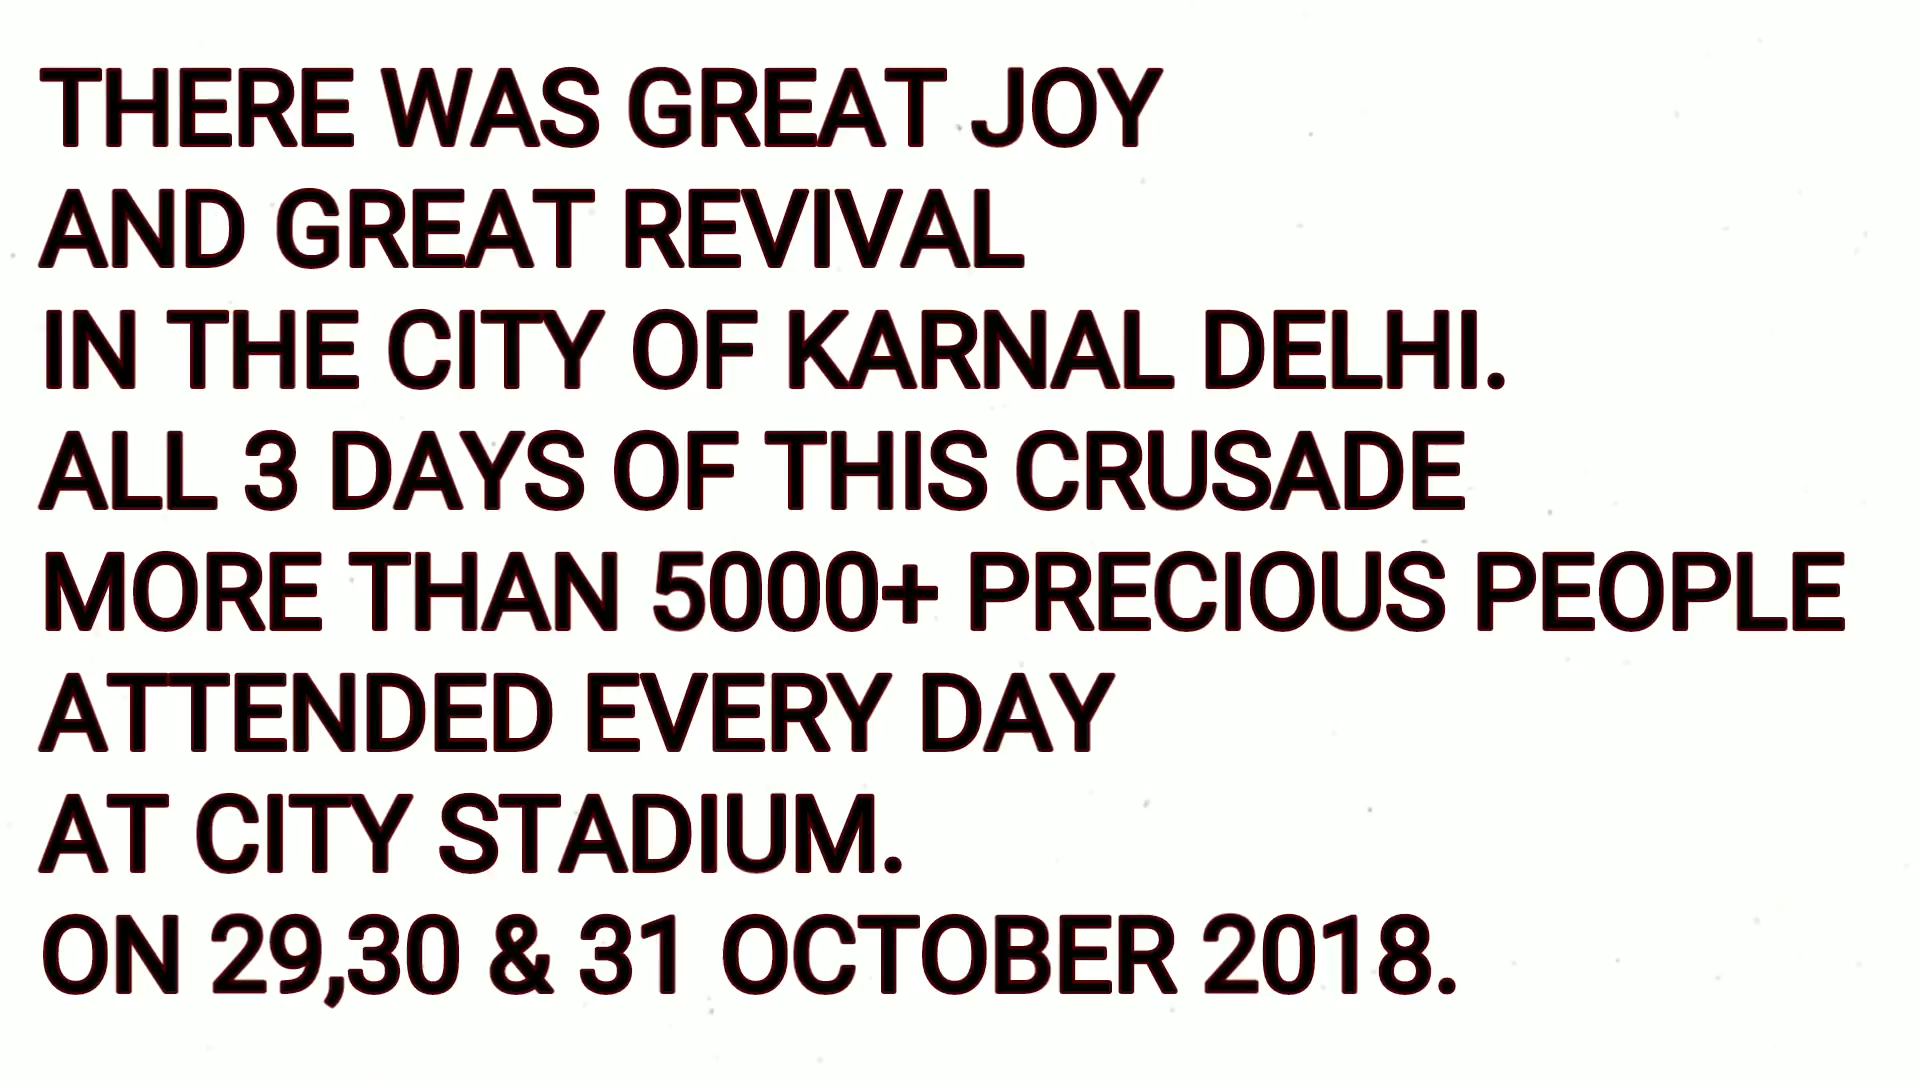 THERE WAS GREAT JOY
AND GREAT REVIVAL
IN THE CITY OF KARNAL DELHI.
ALL 3 DAYS OF THIS CRUSADE
MORE THAN 5000+ PRECIOUS PEOPLE
ATTENDED EVERY DAY
AT CITY STADIUM.
ON 29,30 & 31 OCTOBER 2018.